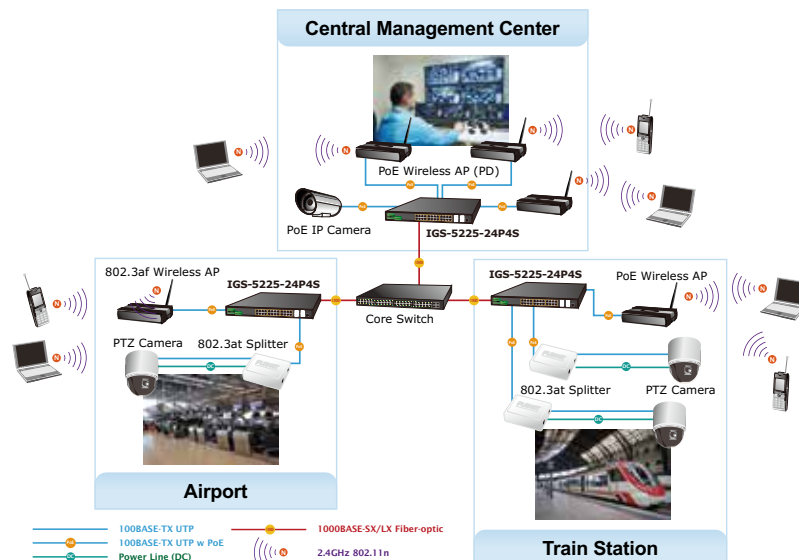 Central Management Center
PoE Wireless AP (PD)
PoE IP Camera
IGS-5225-24P4S
802.3af Wireless AP
IGS-5225-24P4S
Core Switch
IGS-5225-24P4S
PoE Wireless AP
PTZ Camera
802.3at Splitter
802.3at Splitter
PTZ Camera
Airport
Train Station
100BASE-TX UTP
100BASE-TX UTP w PoE
Power Line (DC)
1000BASE-SX/LX Fiber-optic
2.4GHz 802.11n